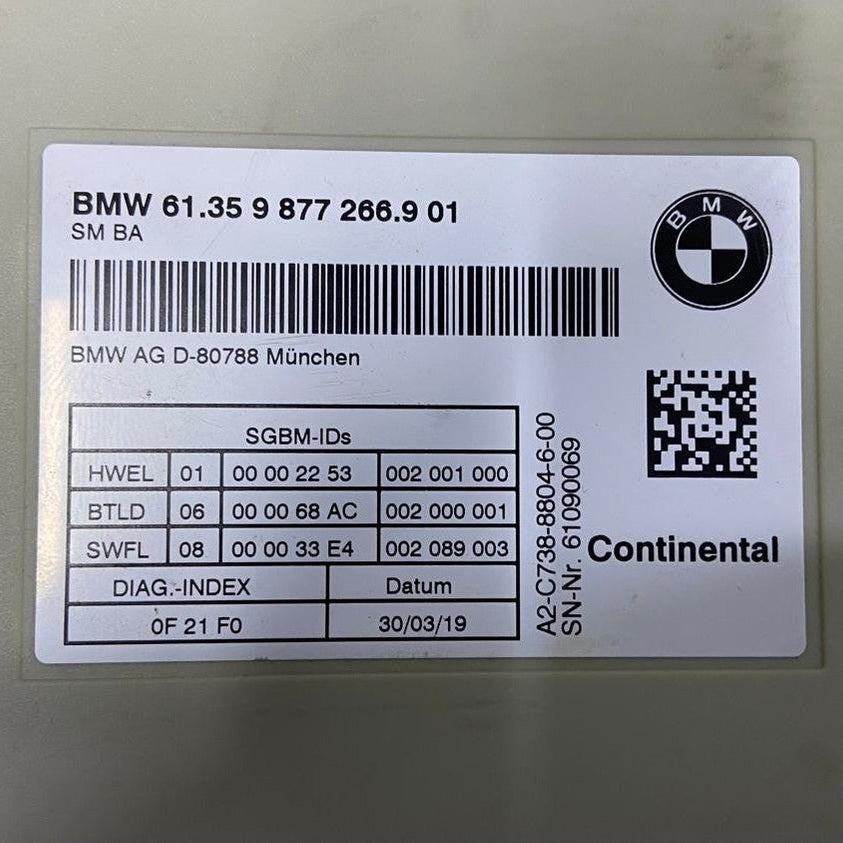 BMW 61.35 9 877 266.9 01
SM BA
BMW
BMW AG D-80788 München
SGBM-IDs
HWEL 01 00 00 22 53 002 001 000
BTLD 06 00 00 68 AC 002 000 001
SWFL 08 00 00 33 E4 002 089 003
DIAG.-INDEX Datum
0F 21 F0 30/03/19
A2-C738-8804-6-00
SN-Nr. 61090069
Continental